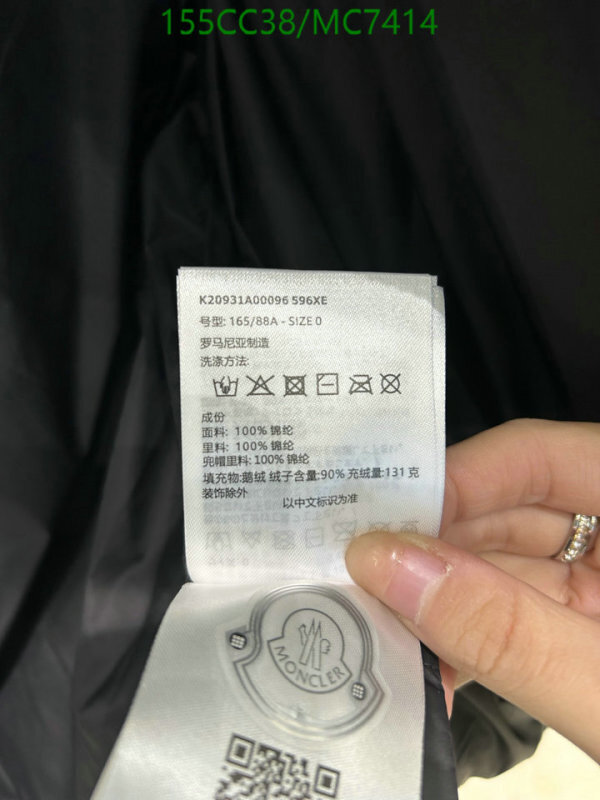 155CC38/MC7414
K20931A00096 596XE
号型: 165/88A - SIZE 0
罗马尼亚制造
洗涤方法:
成份
面料: 100% 锦纶
里料: 100% 锦纶
兜帽里料: 100% 锦纶
填充物: 鹅绒 绒子含量:90% 充绒量:131 克
装饰除外
以中文标识为准
MONCLER